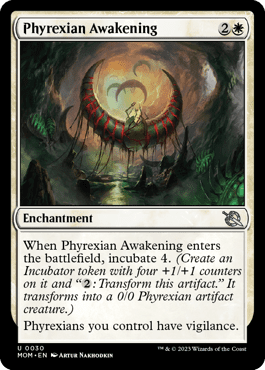 Phyrexian Awakening 2
Enchantment
When Phyrexian Awakening enters
the battlefield, incubate 4. (Create an
Incubator token with four +1/+1 counters
on it and “2: Transform this artifact.” It
transforms into a 0/0 Phyrexian artifact
creature.)
Phyrexians you control have vigilance.
U 0030
MOM • EN Artur Nakhodkin
™ & © 2023 Wizards of the Coast